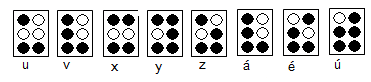 u v x y z á é ú